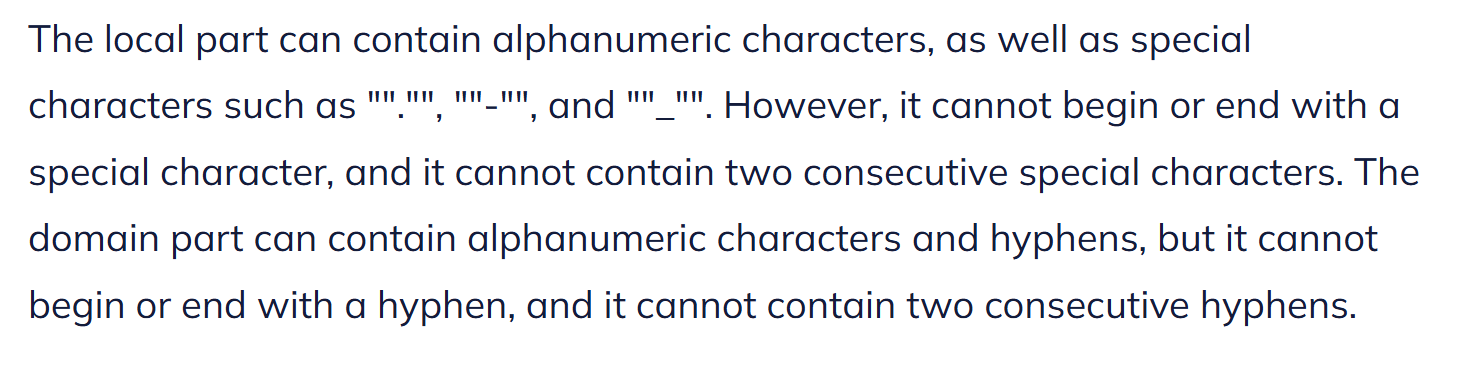 The local part can contain alphanumeric characters, as well as special
characters such as ""."", ""-"", and ""_"". However, it cannot begin or end with a
special character, and it cannot contain two consecutive special characters. The
domain part can contain alphanumeric characters and hyphens, but it cannot
begin or end with a hyphen, and it cannot contain two consecutive hyphens.